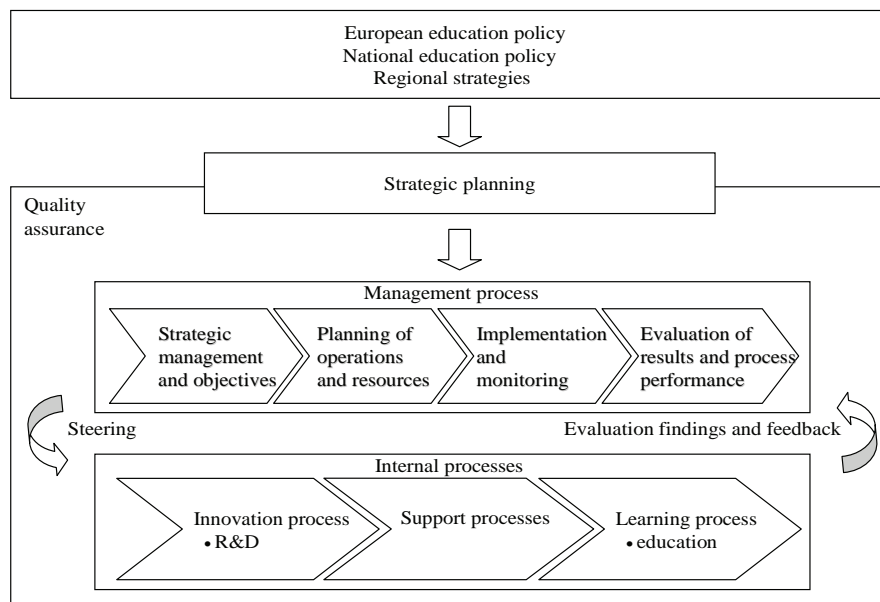 European education policy
National education policy
Regional strategies
Strategic planning
Quality
assurance
Management process
Strategic
management
and objectives
Planning of
operations
and resources
Implementation
and
monitoring
Evaluation of
results and process
performance
Steering
Evaluation findings and feedback
Internal processes
Innovation process
• R&D
Support processes
Learning process
• education